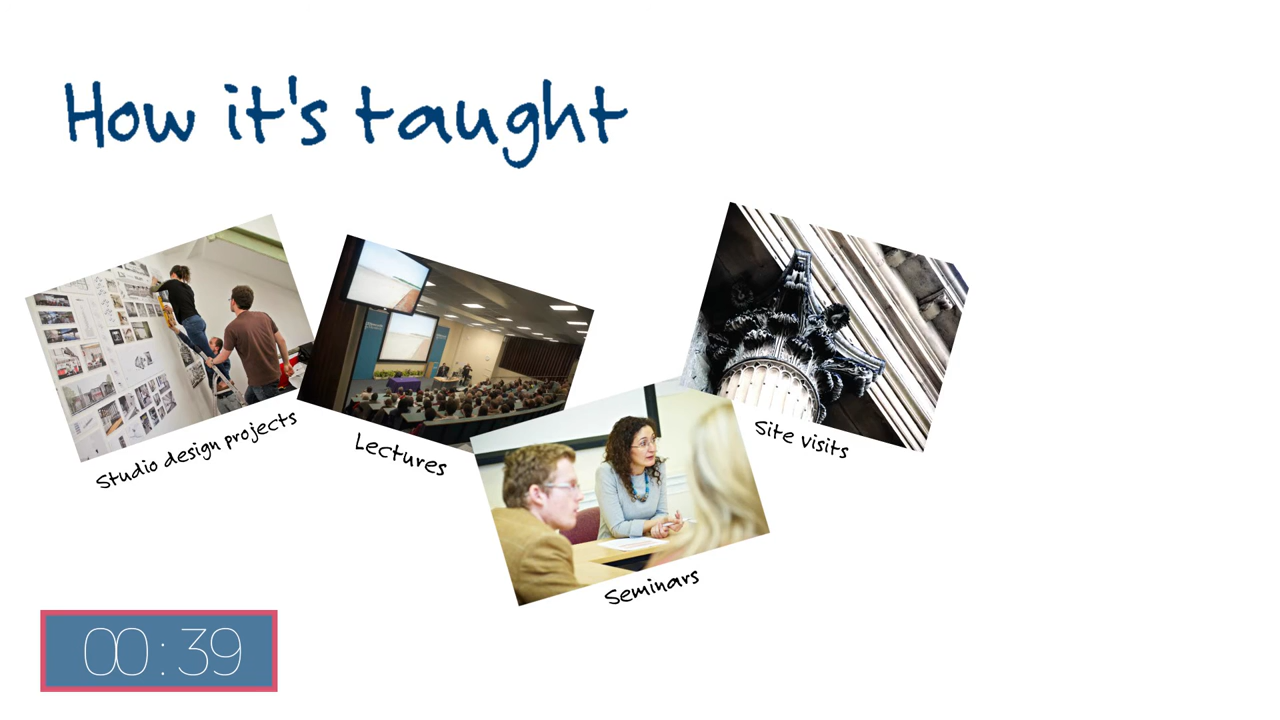 How it's taught
Studio design projects
Lectures
Seminars
Site visits
00:39